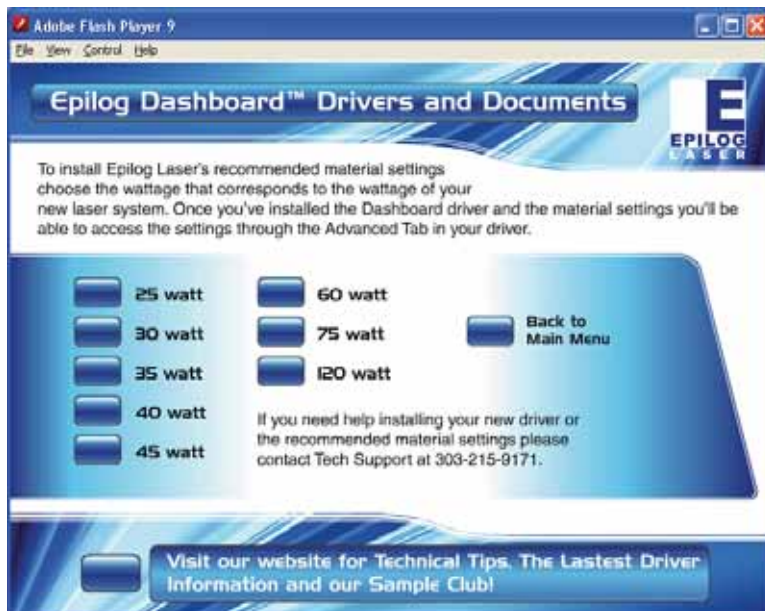 Adobe Flash Player 9
File View Control Help
Epilog Dashboard™ Drivers and Documents
E
EPILOG
LASER
To install Epilog Laser's recommended material settings
choose the wattage that corresponds to the wattage of your
new laser system. Once you've installed the Dashboard driver and the material settings you'll be
able to access the settings through the Advanced Tab in your driver.
25 watt
30 watt
35 watt
40 watt
45 watt
60 watt
75 watt
120 watt
Back to
Main Menu
If you need help installing your new driver or
the recommended material settings please
contact Tech Support at 303-215-9171.
Visit our website for Technical Tips, The Lastest Driver
Information and our Sample Club!